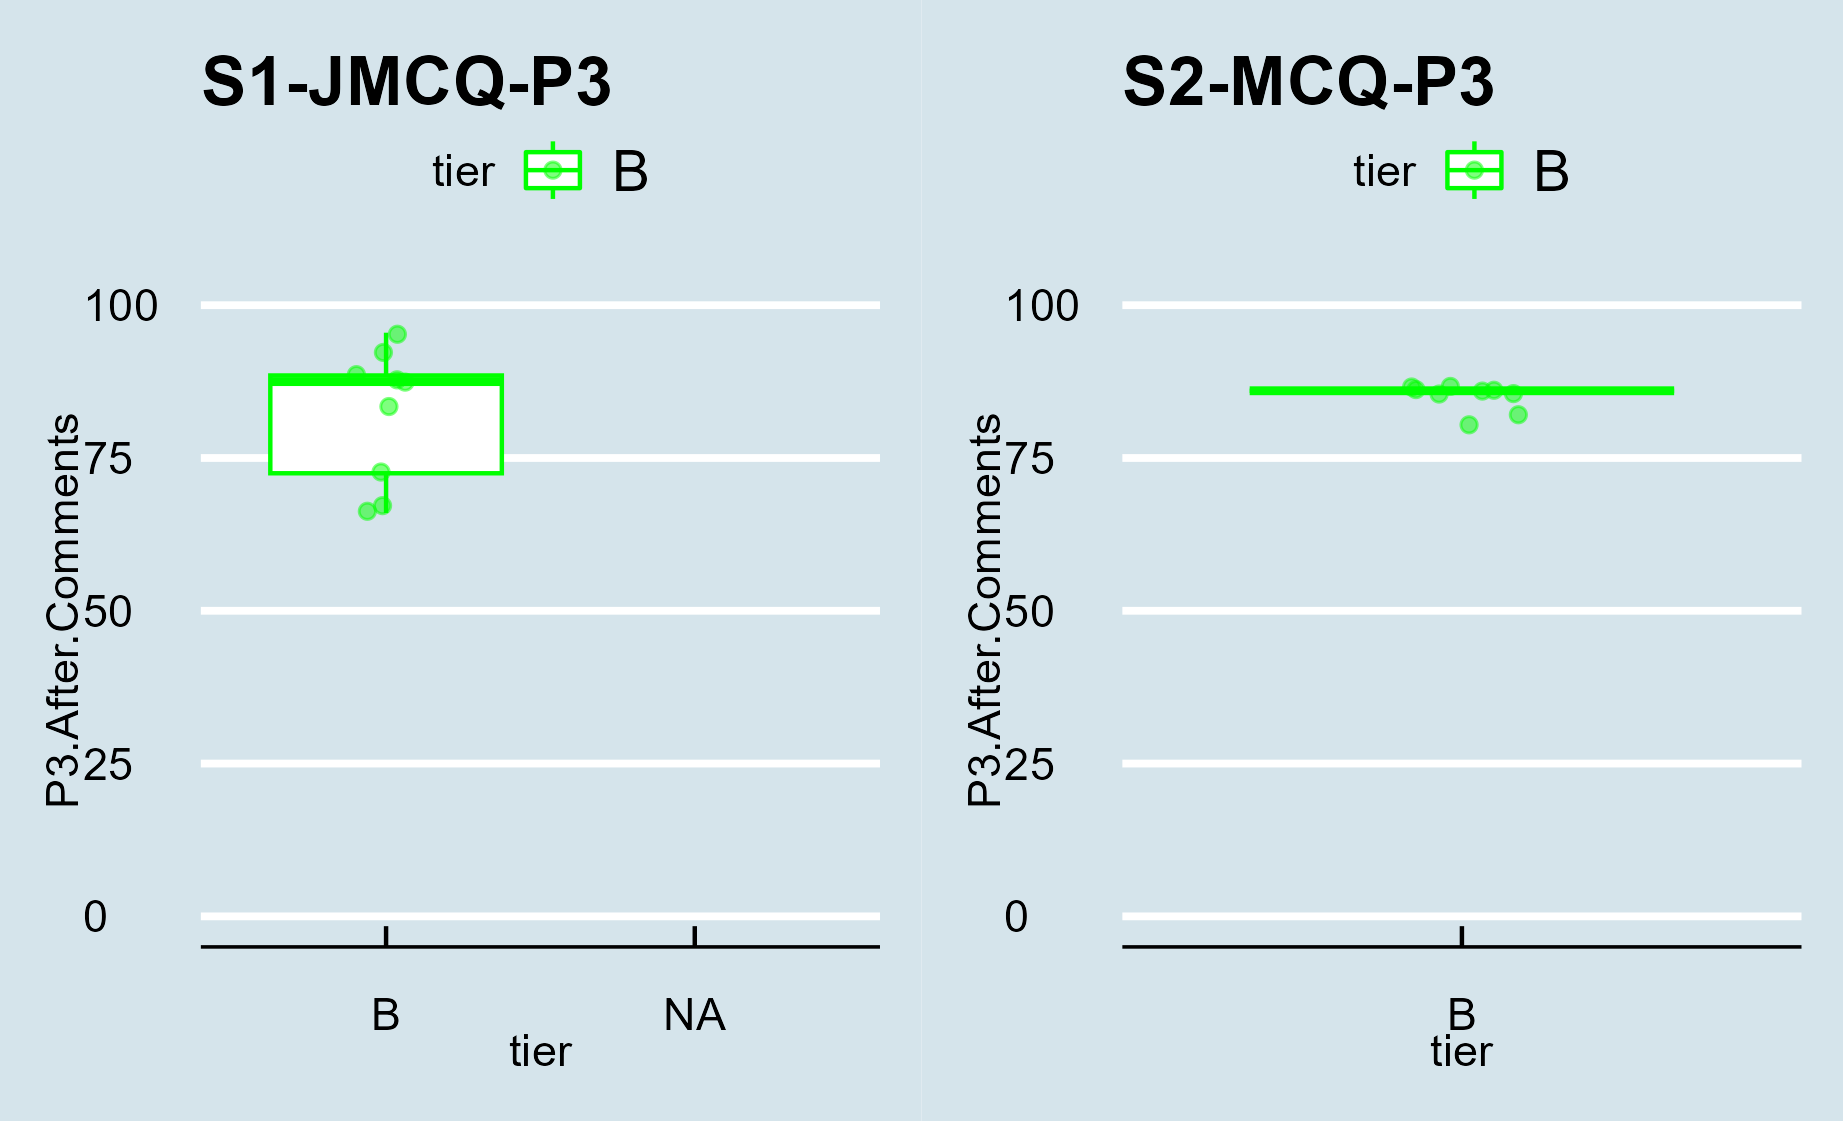 S1-JMCQ-P3
tier B
100
75
50
25
0
P3.After.Comments
B NA
tier
S2-MCQ-P3
tier B
100
75
50
25
0
P3.After.Comments
B
tier